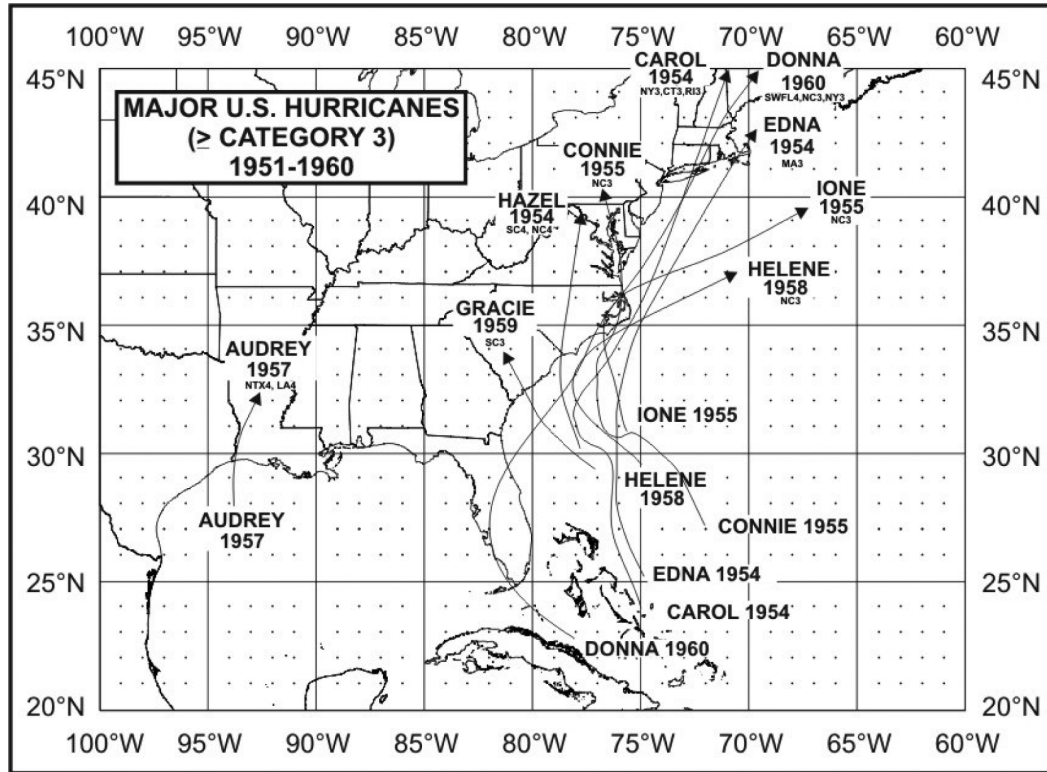 100°W 95°W 90°W 85°W 80°W 75°W 70°W 65°W 60°W
45°N
45°N
MAJOR U.S. HURRICANES
(≥ CATEGORY 3)
1951-1960
CAROL
1954
NY3,CT3,RI3
DONNA
1960
SWFL4,NC3,NY3
EDNA
1954
MA3
CONNIE
1955
NC3
HAZEL
1954
SC4, NC4
IONE
1955
NC3
40°N
40°N
HELENE
1958
NC3
GRACIE
1959
SC3
35°N
35°N
AUDREY
1957
NTX4, LA4
IONE 1955
30°N
30°N
HELENE
1958
AUDREY
1957
CONNIE 1955
25°N
25°N
EDNA 1954
CAROL 1954
DONNA 1960
20°N
20°N
100°W 95°W 90°W 85°W 80°W 75°W 70°W 65°W 60°W